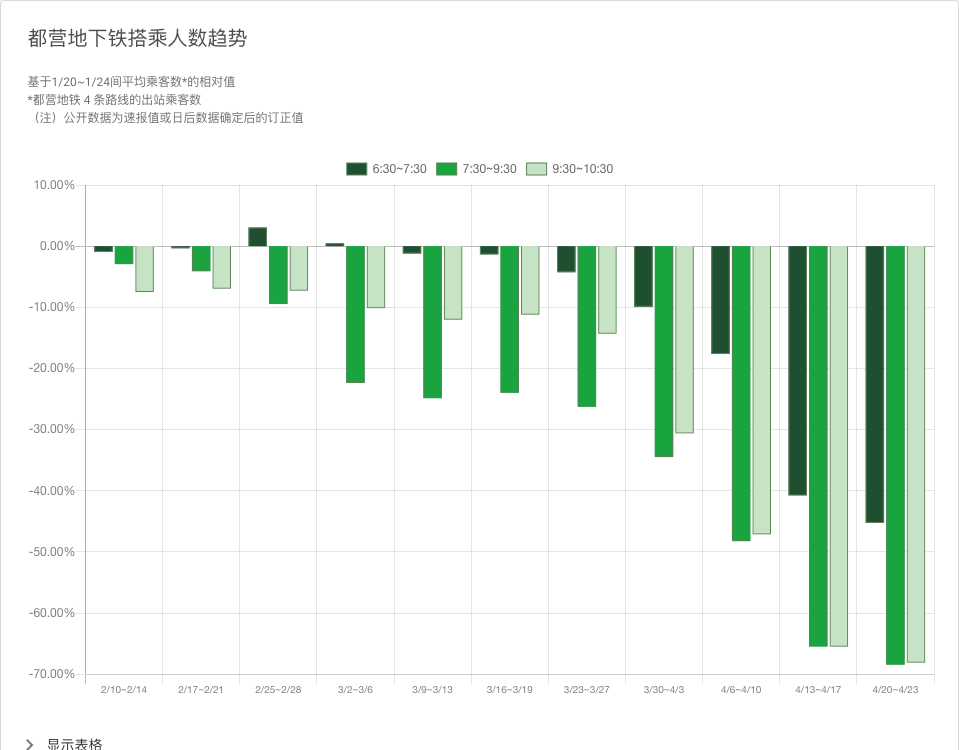 都营地下铁搭乘人数趋势
基于1/20~1/24间平均乘客数*的相对值
*都营地铁 4 条路线的出站乘客数
（注）公开数据为速报值或日后数据确定后的订正值
6:30~7:30 7:30~9:30 9:30~10:30
10.00%
0.00%
-10.00%
-20.00%
-30.00%
-40.00%
-50.00%
-60.00%
-70.00%
2/10~2/14 2/17~2/21 2/25~2/28 3/2~3/6 3/9~3/13 3/16~3/19 3/23~3/27 3/30~4/3 4/6~4/10 4/13~4/17 4/20~4/23
显示表格